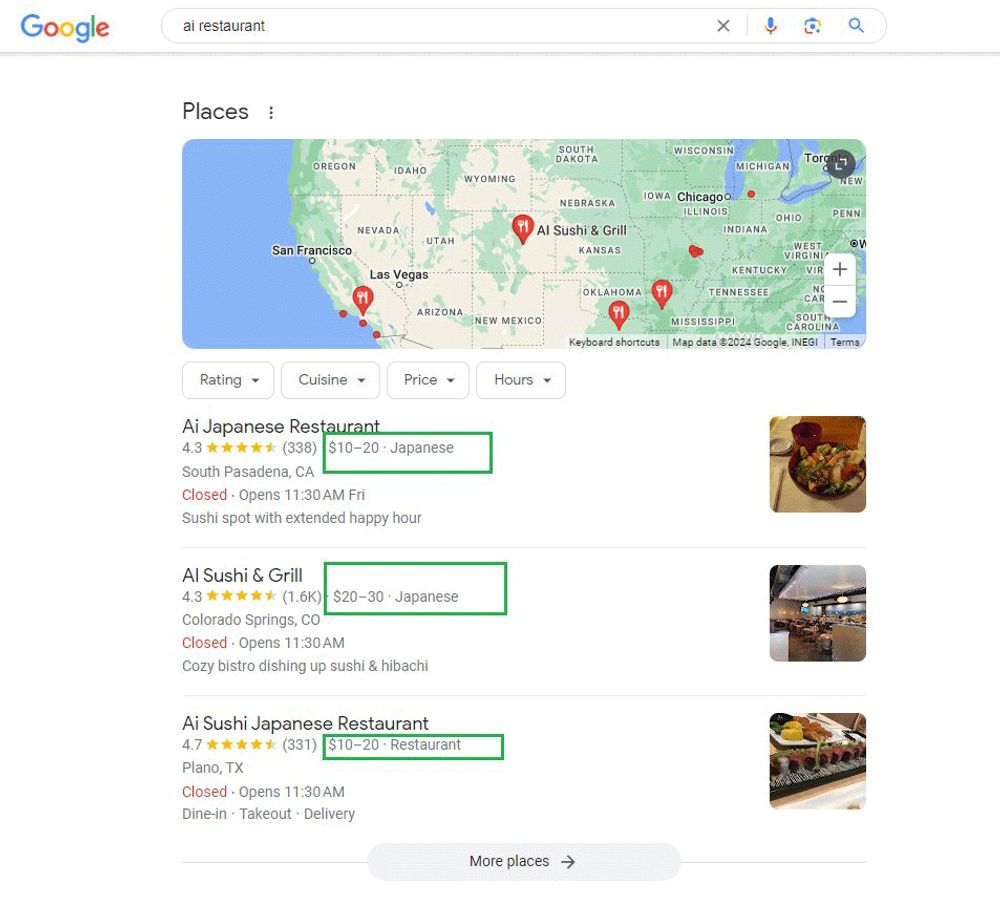 Google
ai restaurant
Places
SOUTH DAKOTA
WISCONSIN
OREGON
IDAHO
MICHIGAN
WYOMING
NEW
IOWA
Chicago
NEBRASKA
ILLINOIS
OHIO
PENN
NEVADA
AI Sushi & Grill
INDIANA
UTAH
San Francisco
KANSAS
WEST
VIRGINIA
Las Vegas
KENTUCKY
OKLAHOMA
TENNESSEE
ARIZONA
NEW MEXICO
MISSISSIPPI
SOUTH
CAROLINA
Keyboard shortcuts Map data ©2024 Google, INEGI Terms
Rating Cuisine Price Hours
Ai Japanese Restaurant
4.3 (338) $10–20 · Japanese
South Pasadena, CA
Closed · Opens 11:30 AM Fri
Sushi spot with extended happy hour
AI Sushi & Grill
4.3 (1.6K) · $20–30 · Japanese
Colorado Springs, CO
Closed · Opens 11:30 AM
Cozy bistro dishing up sushi & hibachi
Ai Sushi Japanese Restaurant
4.7 (331) $10–20 · Restaurant
Plano, TX
Closed · Opens 11:30 AM
Dine-in · Takeout · Delivery
More places